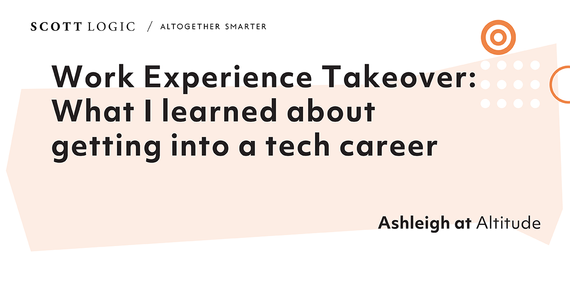 SCOTT LOGIC / ALTOGETHER SMARTER
Work Experience Takeover:
What I learned about
getting into a tech career
Ashleigh at Altitude